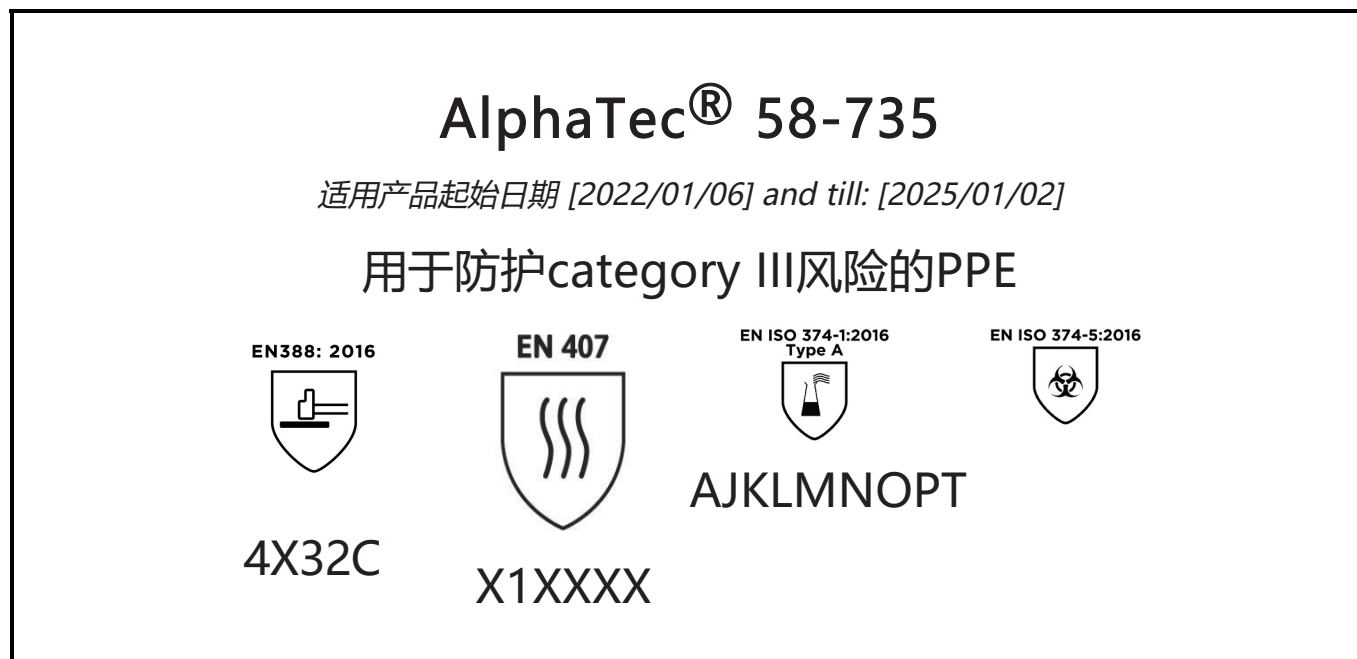 AlphaTec® 58-735
适用产品起始日期 [2022/01/06] and till: [2025/01/02]
用于防护category III风险的PPE
EN388: 2016
EN 407
EN ISO 374-1:2016
Type A
EN ISO 374-5:2016
4X32C
X1XXXX
AJKLMNOPT